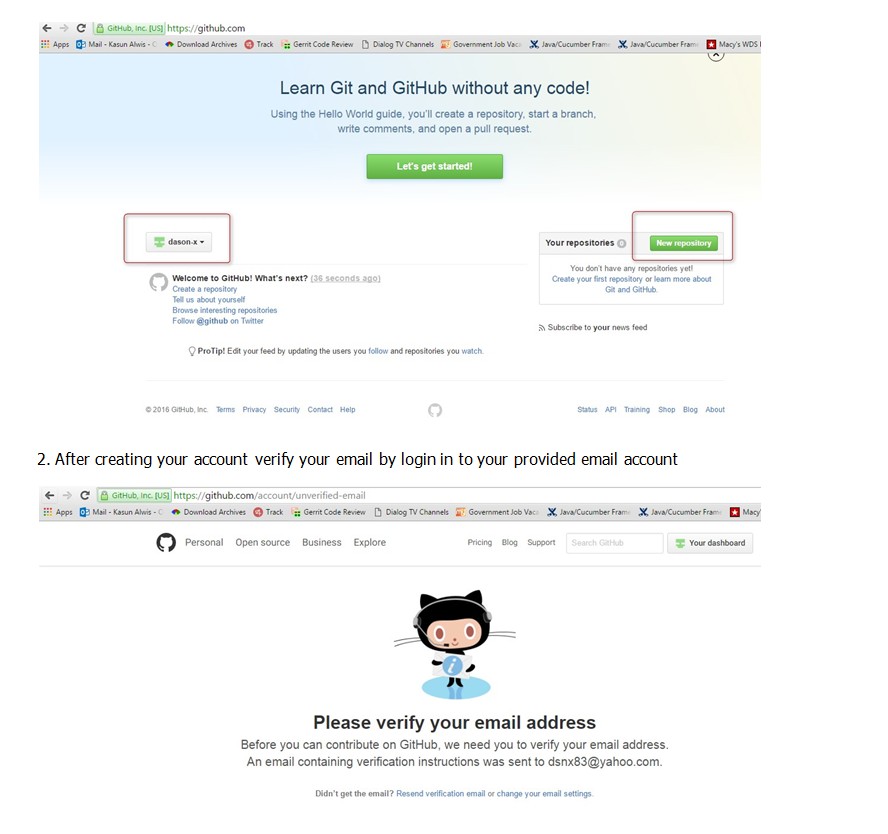 GitHub, Inc. [US] https://github.com
Apps Mail - Kasun Alwis - C Download Archives Track Gerrit Code Review Dialog TV Channels Government Job Vaca Java/Cucumber Fram Java/Cucumber Fram Macy's WDS
Learn Git and GitHub without any code!
Using the Hello World guide, you'll create a repository, start a branch,
write comments, and open a pull request.
Let's get started!
dason-x
Your repositories 0 New repository
You don't have any repositories yet!
Create your first repository or learn more about
Git and GitHub.
Welcome to GitHub! What's next? (36 seconds ago)
Create a repository
Tell us about yourself
Browse interesting repositories
Follow @github on Twitter
Subscribe to your news feed
ProTip! Edit your feed by updating the users you follow and repositories you watch.
© 2016 GitHub, Inc. Terms Privacy Security Contact Help Status API Training Shop Blog About
2. After creating your account verify your email by login in to your provided email account
GitHub, Inc. [US] https://github.com/account/unverified-email
Apps Mail - Kasun Alwis - C Download Archives Track Gerrit Code Review Dialog TV Channels Government Job Vaca Java/Cucumber Fram Java/Cucumber Fram Macy'
Personal Open source Business Explore Pricing Blog Support Search GitHub Your dashboard
i
Please verify your email address
Before you can contribute on GitHub, we need you to verify your email address.
An email containing verification instructions was sent to dsnx83@yahoo.com.
Didn't get the email? Resend verification email or change your email settings.